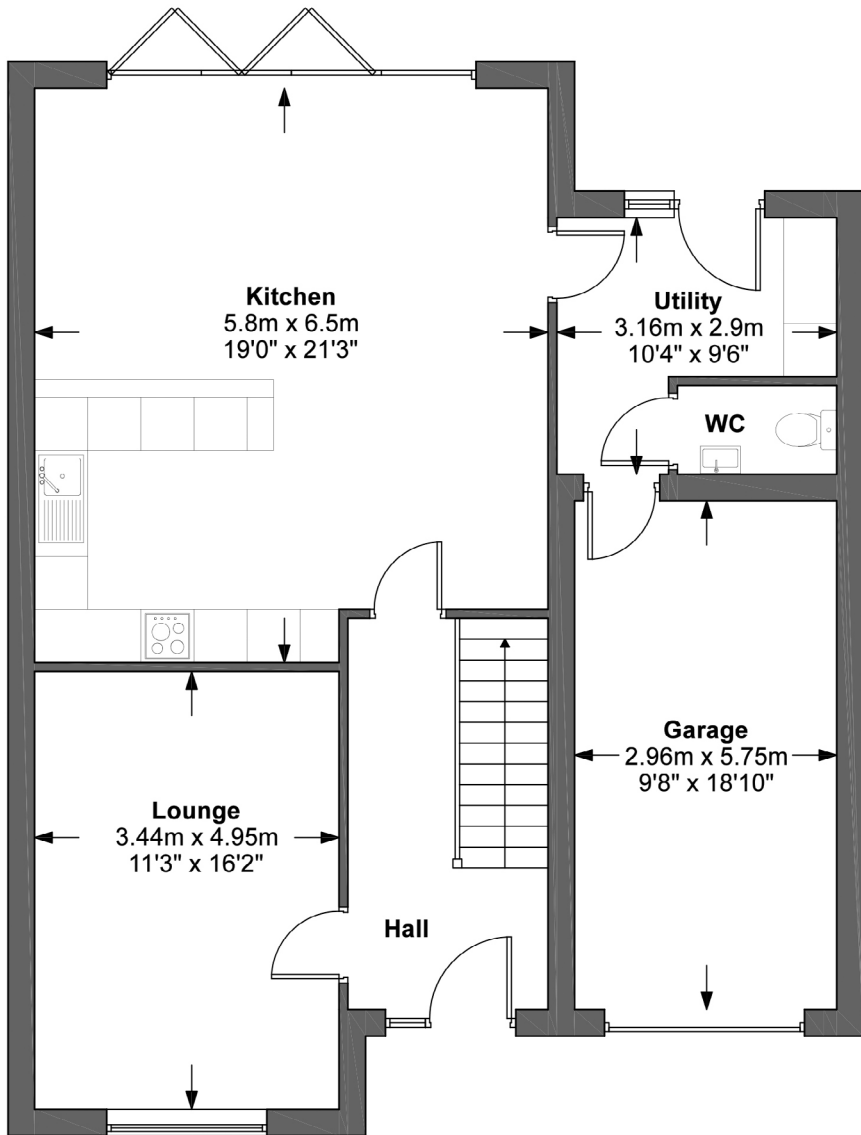 Kitchen
5.8m x 6.5m
19'0" x 21'3"
Utility
3.16m x 2.9m
10'4" x 9'6"
WC
Garage
2.96m x 5.75m
9'8" x 18'10"
Lounge
3.44m x 4.95m
11'3" x 16'2"
Hall